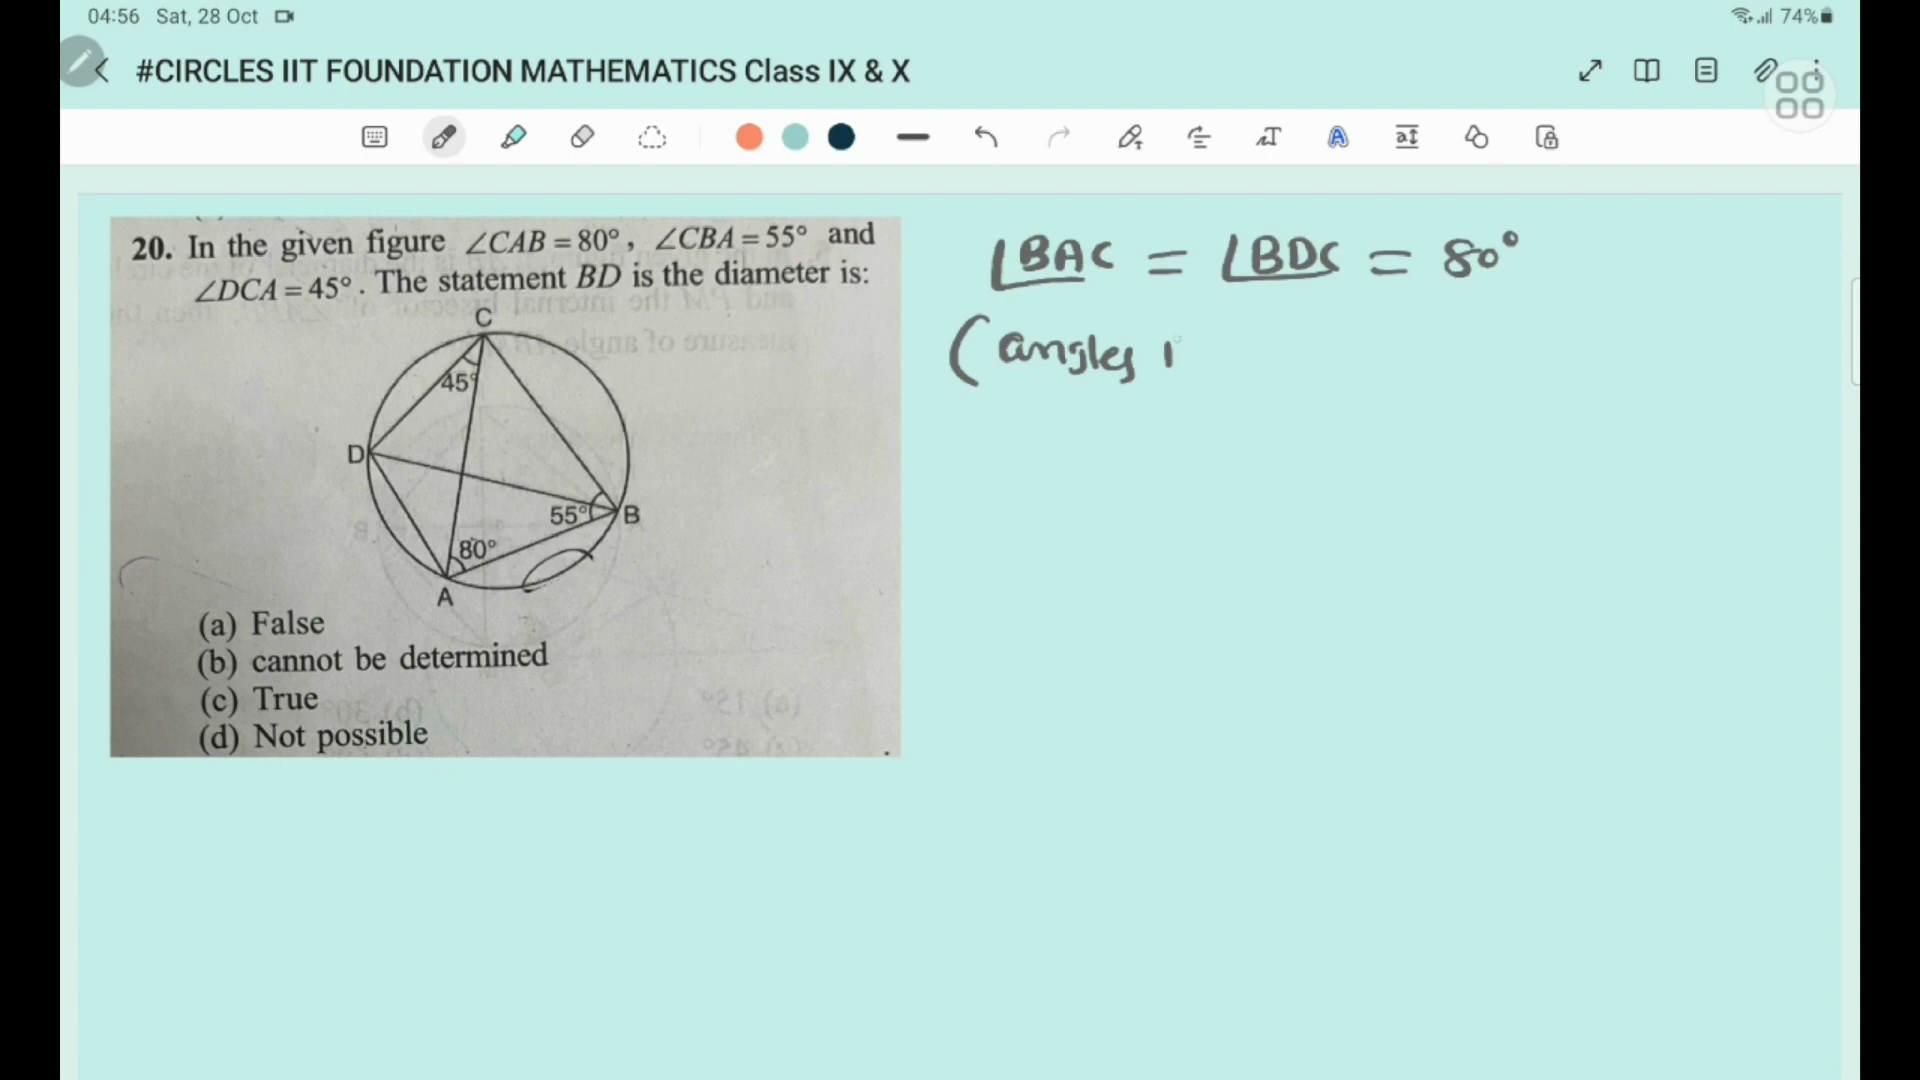 04:56 Sat, 28 Oct
74%
#CIRCLES IIT FOUNDATION MATHEMATICS Class IX & X
20. In the given figure ∠CAB = 80°, ∠CBA = 55° and
∠DCA = 45°. The statement BD is the diameter is:
C
45°
D
55°
B
80°
A
(a) False
(b) cannot be determined
(c) True
(d) Not possible
∠BAC = ∠BDC = 80°
(angles